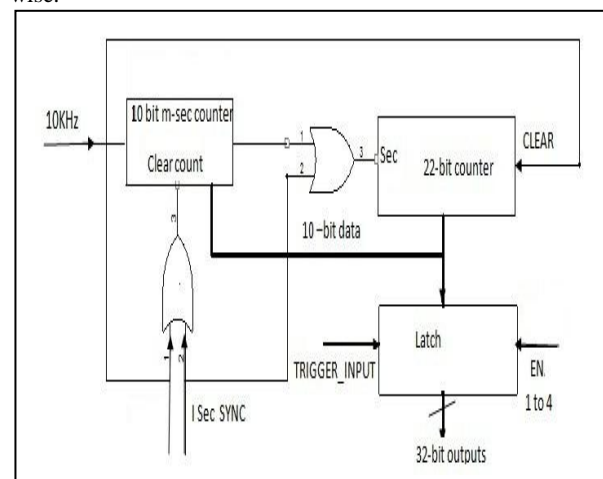 wise.
10KHz
10 bit m-sec counter
Clear count
3
1
2
3
Sec
22-bit counter
CLEAR
10 –bit data
1
2
I Sec SYNC
TRIGGER_INPUT
Latch
EN.
1 to 4
32-bit outputs